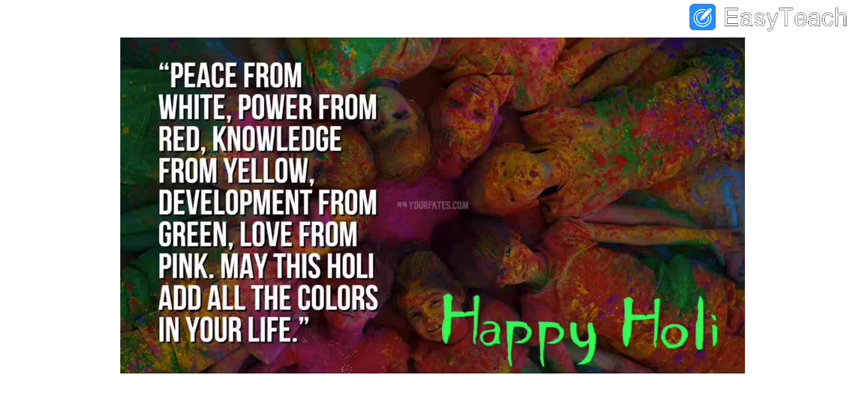 EasyTeach
“PEACE FROM
WHITE, POWER FROM
RED, KNOWLEDGE
FROM YELLOW,
DEVELOPMENT FROM
GREEN, LOVE FROM
PINK. MAY THIS HOLI
ADD ALL THE COLORS
IN YOUR LIFE.”
YOURFATES.COM
Happy Holi